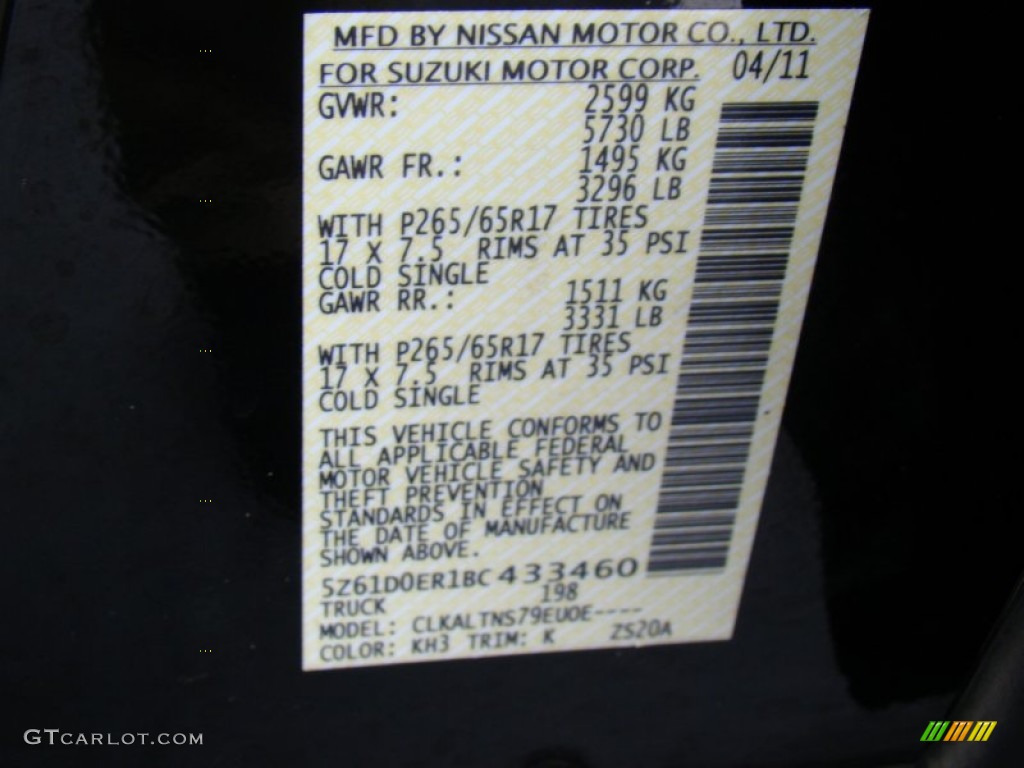 MFD BY NISSAN MOTOR CO., LTD.
FOR SUZUKI MOTOR CORP. 04/11
GVWR: 2599 KG
5730 LB
GAWR FR.: 1495 KG
3296 LB
WITH P265/65R17 TIRES
17 X 7.5 RIMS AT 35 PSI
COLD SINGLE
GAWR RR.: 1511 KG
3331 LB
WITH P265/65R17 TIRES
17 X 7.5 RIMS AT 35 PSI
COLD SINGLE
THIS VEHICLE CONFORMS TO
ALL APPLICABLE FEDERAL
MOTOR VEHICLE SAFETY AND
THEFT PREVENTION
STANDARDS IN EFFECT ON
THE DATE OF MANUFACTURE
SHOWN ABOVE.
5Z61D0ER1BC433460
TRUCK 198
MODEL: CLKALTNS79EUOE----
COLOR: KH3 TRIM: K ZS20A
GTCARLOT.COM